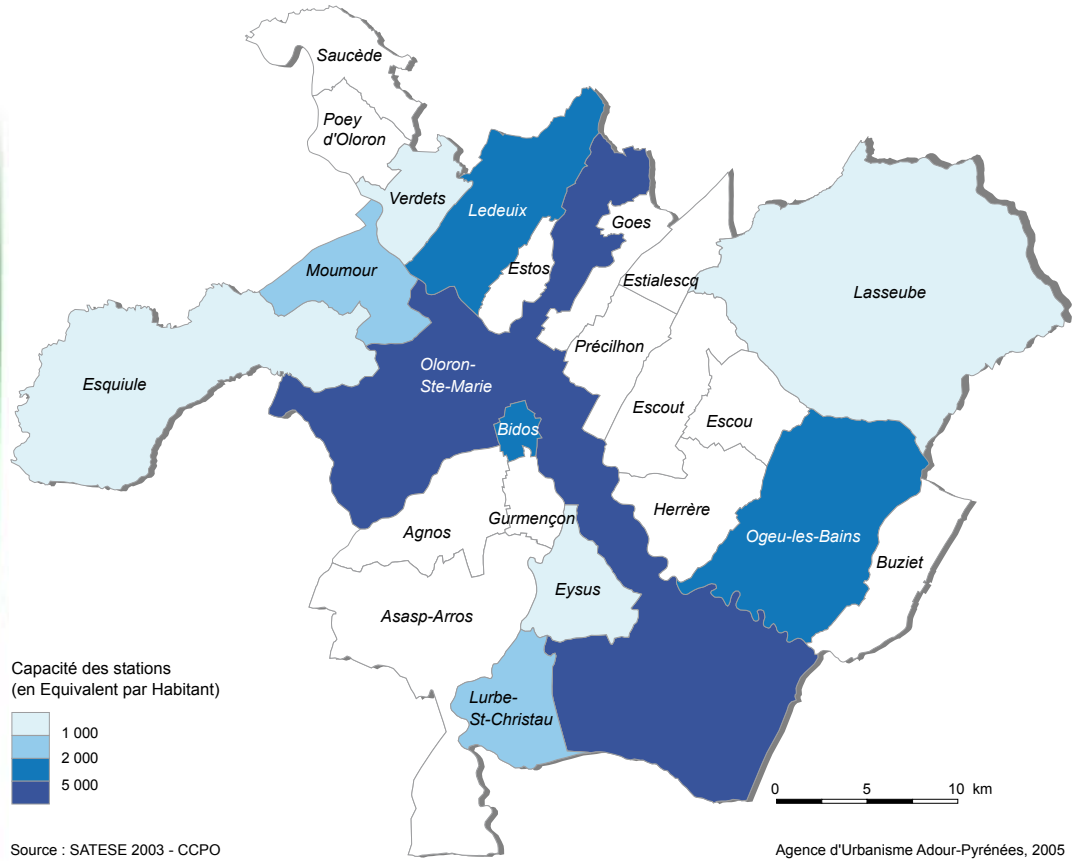 Saucède
Poey
d'Oloron
Verdets
Ledeuix
Goes
Moumour
Estos
Estialescq
Lasseube
Précilhon
Esquiule
Oloron-
Ste-Marie
Escout
Escou
Bidos
Herrère
Gurmençon
Agnos
Ogeu-les-Bains
Buziet
Eysus
Asasp-Arros
Lurbe-
St-Christau
Capacité des stations
(en Equivalent par Habitant)
1 000
2 000
5 000
0 5 10 km
Source : SATESE 2003 - CCPO
Agence d'Urbanisme Adour-Pyrénées, 2005